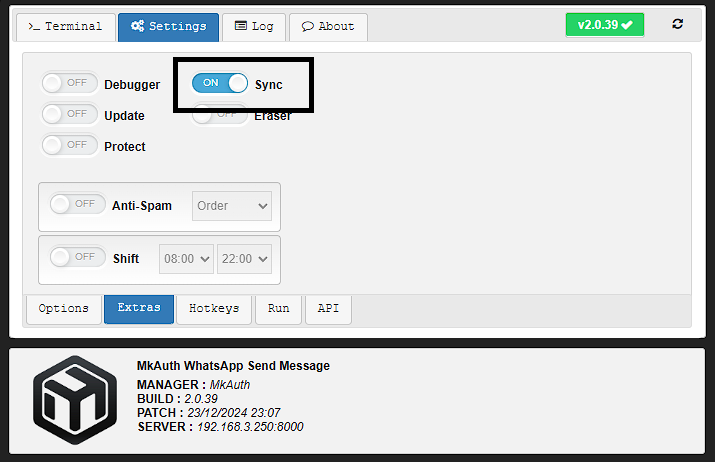 >_ Terminal Settings Log About v2.0.39
OFF Debugger ON Sync
OFF Update OFF Eraser
OFF Protect
OFF Anti-Spam Order
OFF Shift 08:00 22:00
Options Extras Hotkeys Run API
MkAuth WhatsApp Send Message
MANAGER : MkAuth
BUILD : 2.0.39
PATCH : 23/12/2024 23:07
SERVER : 192.168.3.250:8000